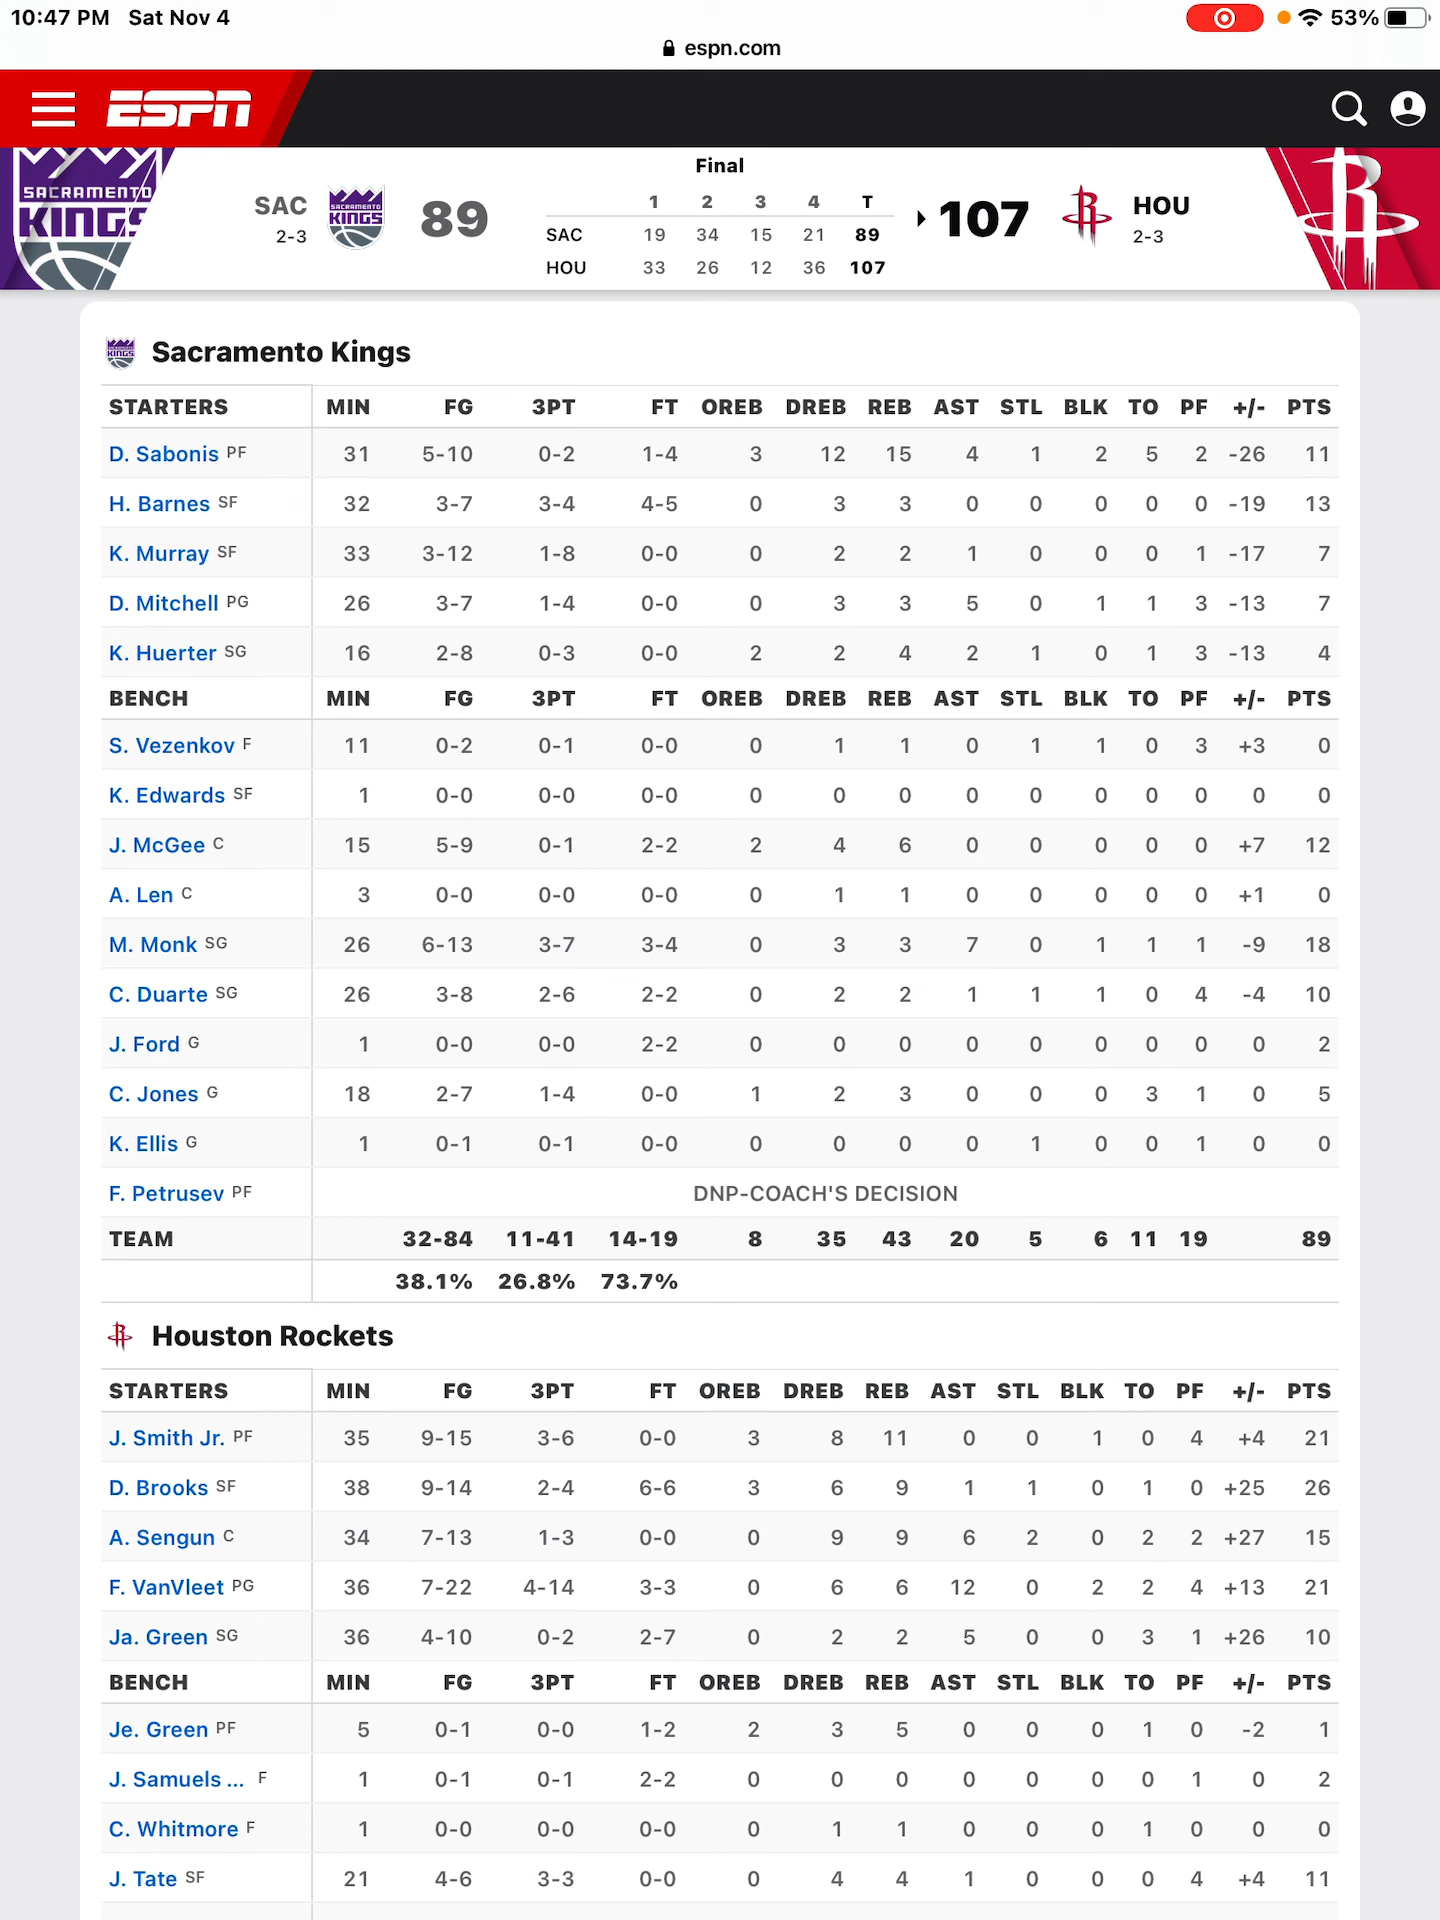 10:47 PM Sat Nov 4 53%
espn.com
ESPN
Final
SACRAMENTO
KINGS
SAC
2-3
SACRAMENTO
KINGS
89
1 2 3 4 T
SAC 19 34 15 21 89
HOU 33 26 12 36 107
107
HOU
2-3
Sacramento Kings
STARTERS MIN FG 3PT FT OREB DREB REB AST STL BLK TO PF +/- PTS
D. Sabonis PF 31 5-10 0-2 1-4 3 12 15 4 1 2 5 2 -26 11
H. Barnes SF 32 3-7 3-4 4-5 0 3 3 0 0 0 0 0 -19 13
K. Murray SF 33 3-12 1-8 0-0 0 2 2 1 0 0 0 1 -17 7
D. Mitchell PG 26 3-7 1-4 0-0 0 3 3 5 0 1 1 3 -13 7
K. Huerter SG 16 2-8 0-3 0-0 2 2 4 2 1 0 1 3 -13 4
BENCH MIN FG 3PT FT OREB DREB REB AST STL BLK TO PF +/- PTS
S. Vezenkov F 11 0-2 0-1 0-0 0 1 1 0 1 1 0 3 +3 0
K. Edwards SF 1 0-0 0-0 0-0 0 0 0 0 0 0 0 0 0 0
J. McGee C 15 5-9 0-1 2-2 2 4 6 0 0 0 0 0 +7 12
A. Len C 3 0-0 0-0 0-0 0 1 1 0 0 0 0 0 +1 0
M. Monk SG 26 6-13 3-7 3-4 0 3 3 7 0 1 1 1 -9 18
C. Duarte SG 26 3-8 2-6 2-2 0 2 2 1 1 1 0 4 -4 10
J. Ford G 1 0-0 0-0 2-2 0 0 0 0 0 0 0 0 0 2
C. Jones G 18 2-7 1-4 0-0 1 2 3 0 0 0 3 1 0 5
K. Ellis G 1 0-1 0-1 0-0 0 0 0 0 1 0 0 1 0 0
F. Petrusev PF DNP-COACH'S DECISION
TEAM 32-84 11-41 14-19 8 35 43 20 5 6 11 19 89
38.1% 26.8% 73.7%
Houston Rockets
STARTERS MIN FG 3PT FT OREB DREB REB AST STL BLK TO PF +/- PTS
J. Smith Jr. PF 35 9-15 3-6 0-0 3 8 11 0 0 1 0 4 +4 21
D. Brooks SF 38 9-14 2-4 6-6 3 6 9 1 1 0 1 0 +25 26
A. Sengun C 34 7-13 1-3 0-0 0 9 9 6 2 0 2 2 +27 15
F. VanVleet PG 36 7-22 4-14 3-3 0 6 6 12 0 2 2 4 +13 21
Ja. Green SG 36 4-10 0-2 2-7 0 2 2 5 0 0 3 1 +26 10
BENCH MIN FG 3PT FT OREB DREB REB AST STL BLK TO PF +/- PTS
Je. Green PF 5 0-1 0-0 1-2 2 3 5 0 0 0 1 0 -2 1
J. Samuels ... F 1 0-1 0-1 2-2 0 0 0 0 0 0 0 1 0 2
C. Whitmore F 1 0-0 0-0 0-0 0 1 1 0 0 0 1 0 0 0
J. Tate SF 21 4-6 3-3 0-0 0 4 4 1 0 0 0 4 +4 11